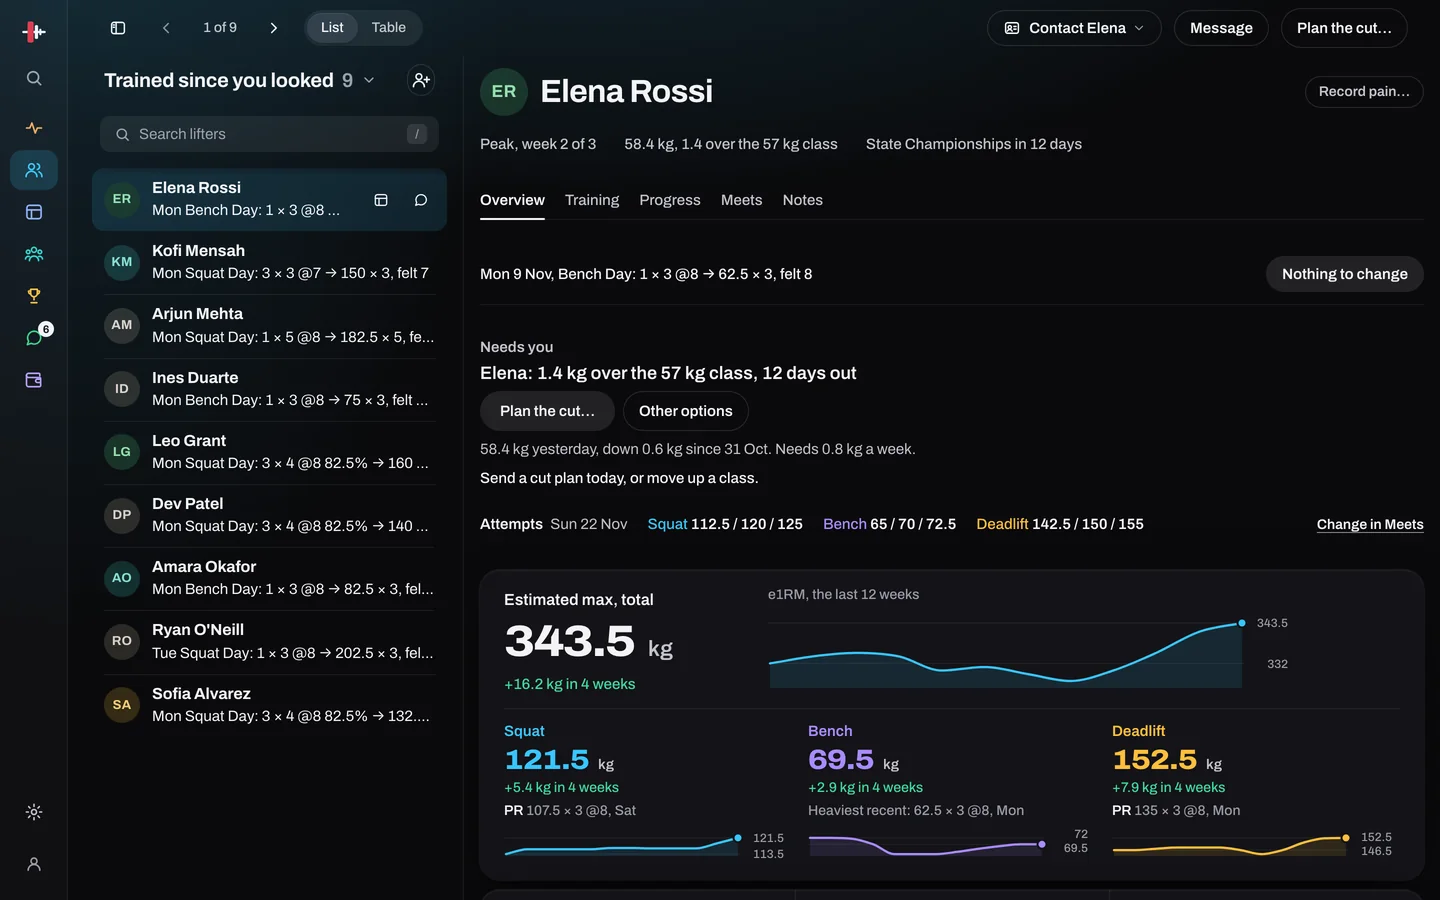 1 of 9
List
Table
Contact Elena
Message
Plan the cut...
Trained since you looked 9
Search lifters
/
ER
Elena Rossi
Mon Bench Day: 1 × 3 @8 ...
KM
Kofi Mensah
Mon Squat Day: 3 × 3 @7 → 150 × 3, felt 7
AM
Arjun Mehta
Mon Squat Day: 1 × 5 @8 → 182.5 × 5, fe...
ID
Ines Duarte
Mon Bench Day: 1 × 3 @8 → 75 × 3, felt ...
LG
Leo Grant
Mon Squat Day: 3 × 4 @8 82.5% → 160 ...
DP
Dev Patel
Mon Squat Day: 3 × 4 @8 82.5% → 140 ...
AO
Amara Okafor
Mon Bench Day: 1 × 3 @8 → 82.5 × 3, fel...
RO
Ryan O'Neill
Tue Squat Day: 1 × 3 @8 → 202.5 × 3, fel...
SA
Sofia Alvarez
Mon Squat Day: 3 × 4 @8 82.5% → 132....
6
ER
Elena Rossi
Record pain...
Peak, week 2 of 3
58.4 kg, 1.4 over the 57 kg class
State Championships in 12 days
Overview
Training
Progress
Meets
Notes
Mon 9 Nov, Bench Day: 1 × 3 @8 → 62.5 × 3, felt 8
Nothing to change
Needs you
Elena: 1.4 kg over the 57 kg class, 12 days out
Plan the cut...
Other options
58.4 kg yesterday, down 0.6 kg since 31 Oct. Needs 0.8 kg a week.
Send a cut plan today, or move up a class.
Attempts Sun 22 Nov Squat 112.5 / 120 / 125 Bench 65 / 70 / 72.5 Deadlift 142.5 / 150 / 155
Change in Meets
Estimated max, total
343.5 kg
+16.2 kg in 4 weeks
e1RM, the last 12 weeks
343.5
332
Squat
121.5 kg
+5.4 kg in 4 weeks
PR 107.5 × 3 @8, Sat
121.5
113.5
Bench
69.5 kg
+2.9 kg in 4 weeks
Heaviest recent: 62.5 × 3 @8, Mon
72
69.5
Deadlift
152.5 kg
+7.9 kg in 4 weeks
PR 135 × 3 @8, Mon
152.5
146.5